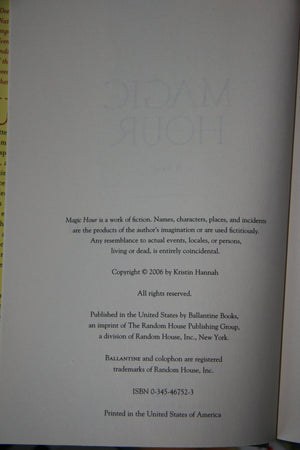 Magic Hour is a work of fiction. Names, characters, places, and incidents
are the products of the author's imagination or are used fictitiously.
Any resemblance to actual events, locales, or persons,
living or dead, is entirely coincidental.
Copyright © 2006 by Kristin Hannah
All rights reserved.
Published in the United States by Ballantine Books,
an imprint of The Random House Publishing Group,
a division of Random House, Inc., New York.
BALLANTINE and colophon are registered
trademarks of Random House, Inc.
ISBN 0-345-46752-3
Printed in the United States of America
MAGIC
HOUR